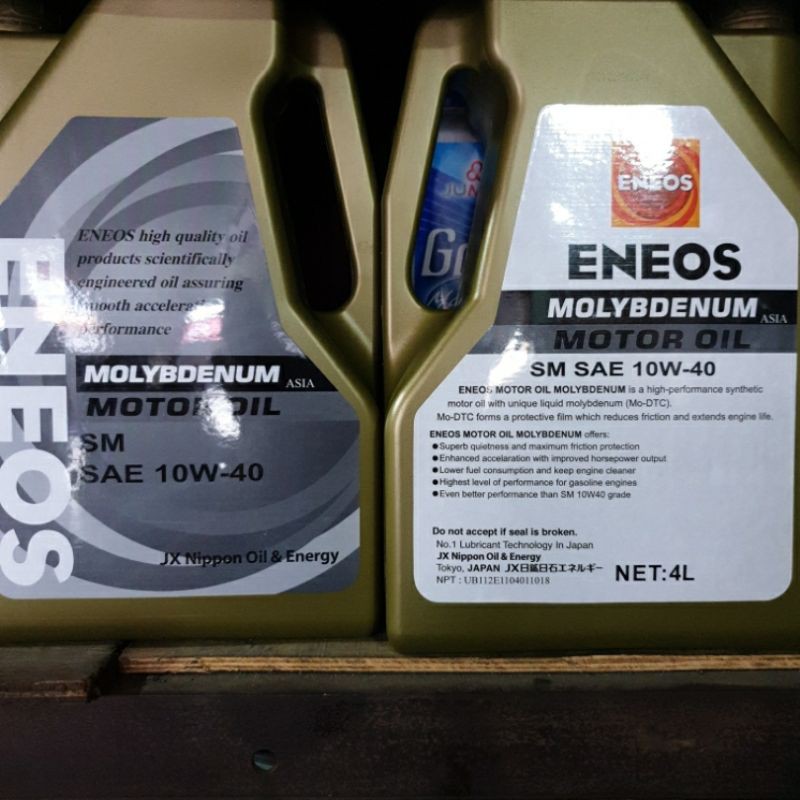 ENEOS
ENEOS high quality oil
products scientifically
engineered oil assuring
smooth accelerati
performance
MOLYBDENUM ASIA
MOTOR OIL
SM
SAE 10W-40
JX Nippon Oil & Energy
ENEOS
ENEOS
MOLYBDENUM ASIA
MOTOR OIL
SM SAE 10W-40
ENEOS MOTOR OIL MOLYBDENUM is a high-performance synthetic
motor oil with unique liquid molybdenum (Mo-DTC).
Mo-DTC forms a protective film which reduces friction and extends engine life.
ENEOS MOTOR OIL MOLYBDENUM offers:
●Superb quietness and maximum friction protection
●Enhanced accelaration with improved horsepower output
●Lower fuel consumption and keep engine cleaner
●Highest level of performance for gasoline engines
●Even better performance than SM 10W40 grade
Do not accept if seal is broken.
No.1 Lubricant Technology In Japan
JX Nippon Oil & Energy
Tokyo, JAPAN JX日鉱日石エネルギー
NPT : UB112E1104011018
NET:4L